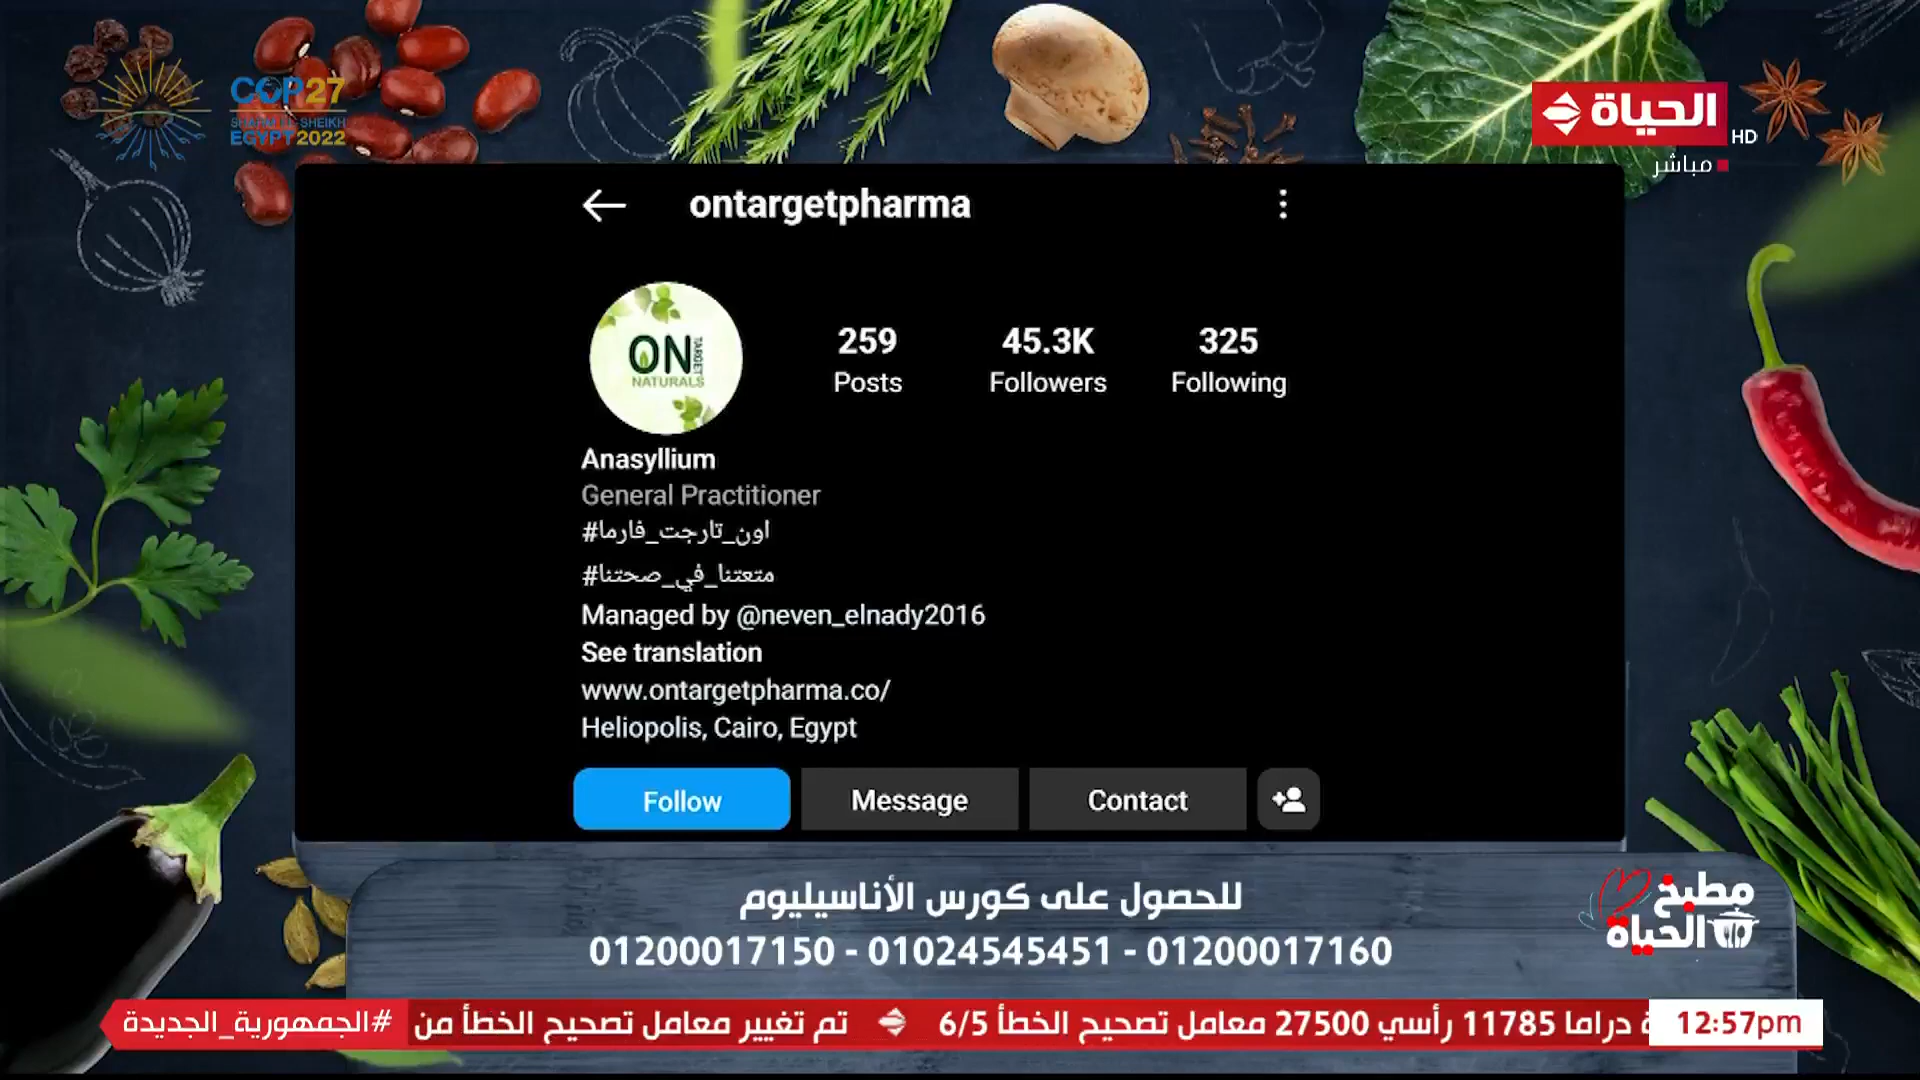 COP27
SHARM EL-SHEIKH
EGYPT2022
الحياة
HD
مباشر
ontargetpharma
ON
TARGET
NATURALS
259
Posts
45.3K
Followers
325
Following
Anasyllium
General Practitioner
#اون_تارجت_فارما
#متعتنا_في_صحتنا
Managed by @neven_elnady2016
See translation
www.ontargetpharma.co/
Heliopolis, Cairo, Egypt
Follow
Message
Contact
للحصول على كورس الأناسيليوم
01200017150 - 01024545451 - 01200017160
مطبخ
الحياة
ة دراما 11785 رأسي 27500 معامل تصحيح الخطأ 6/5
تم تغيير معامل تصحيح الخطأ من
#الجمهورية_الجديدة
12:57pm